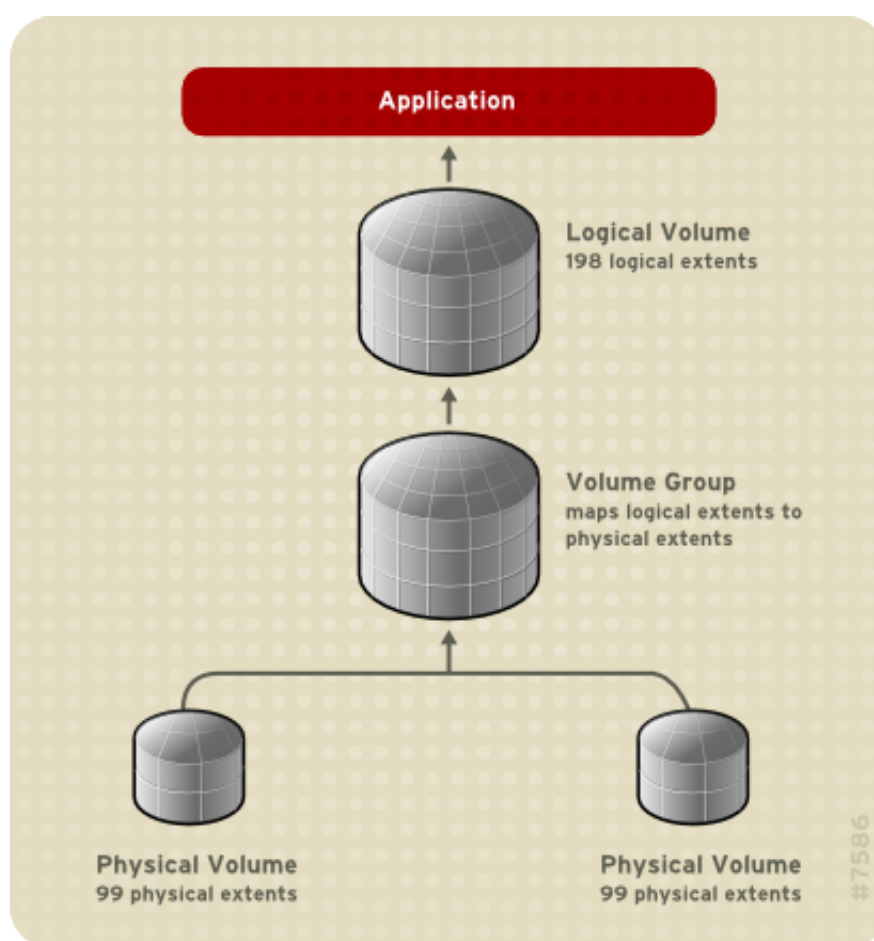 Application
Logical Volume
198 logical extents
Volume Group
maps logical extents to
physical extents
Physical Volume
99 physical extents
Physical Volume
99 physical extents
#7586